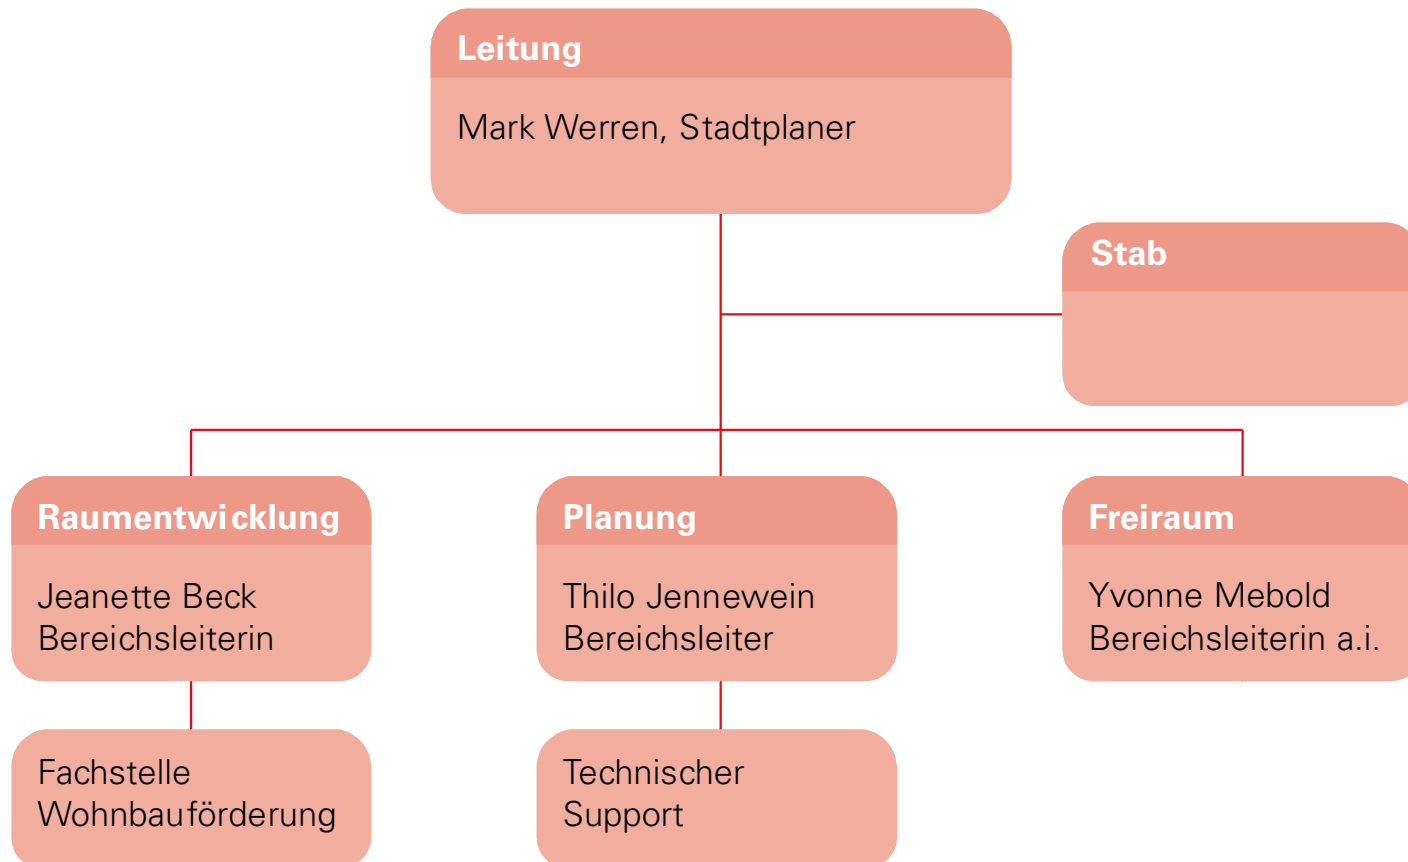 Leitung
Mark Werren, Stadtplaner
Stab
Raumentwicklung
Jeanette Beck
Bereichsleiterin
Planung
Thilo Jennewein
Bereichsleiter
Freiraum
Yvonne Mebold
Bereichsleiterin a.i.
Fachstelle
Wohnbauförderung
Technischer
Support